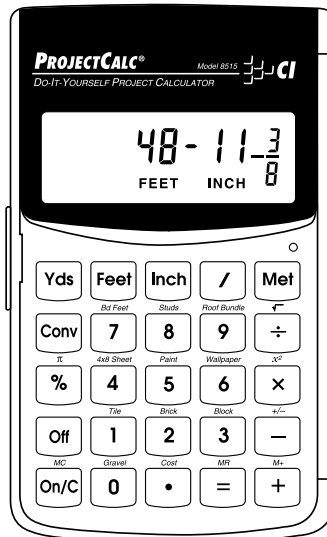 PROJECTCALC® Model 8515 CI
DO-IT-YOURSELF PROJECT CALCULATOR
48- 11-3/8
FEET INCH
Yds Feet Inch / Met
Bd Feet Studs Roof Bundle √
Conv 7 8 9 ÷
π 4x8 Sheet Paint Wallpaper x²
% 4 5 6 ×
Tile Brick Block +/−
Off 1 2 3 −
MC Gravel Cost MR M+
On/C 0 • = +